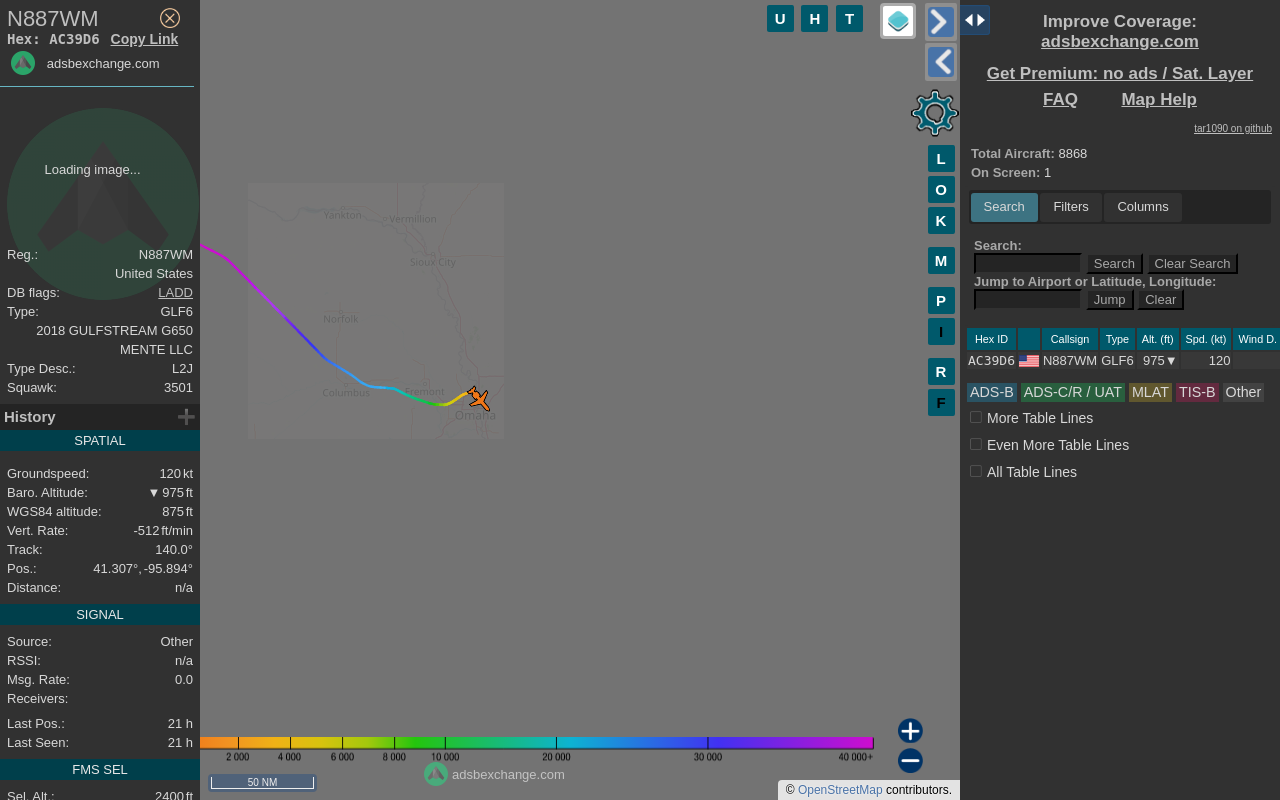 N887WM
Hex: AC39D6 Copy Link
adsbexchange.com
Loading image...
Reg.: N887WM
United States
DB flags: LADD
Type: GLF6
2018 GULFSTREAM G650
MENTE LLC
Type Desc.: L2J
Squawk: 3501
History
SPATIAL
Groundspeed: 120 kt
Baro. Altitude: ▼ 975 ft
WGS84 altitude: 875 ft
Vert. Rate: -512 ft/min
Track: 140.0°
Pos.: 41.307°, -95.894°
Distance: n/a
SIGNAL
Source: Other
RSSI: n/a
Msg. Rate: 0.0
Receivers:
Last Pos.: 21 h
Last Seen: 21 h
FMS SEL
Sel. Alt.: 2400 ft
U H T
L
O
K
M
P
I
R
F
Yankton
Vermillion
Sioux City
Norfolk
Columbus
Fremont
Omaha
2 000 4 000 6 000 8 000 10 000 20 000 30 000 40 000+
adsbexchange.com
50 NM
© OpenStreetMap contributors.
Improve Coverage:
adsbexchange.com
Get Premium: no ads / Sat. Layer
FAQ Map Help
tar1090 on github
Total Aircraft: 8868
On Screen: 1
Search Filters Columns
Search:
Search Clear Search
Jump to Airport or Latitude, Longitude:
Jump Clear
Hex ID Callsign Type Alt. (ft) Spd. (kt) Wind D.
AC39D6 N887WM GLF6 975▼ 120
ADS-B ADS-C/R / UAT MLAT TIS-B Other
More Table Lines
Even More Table Lines
All Table Lines